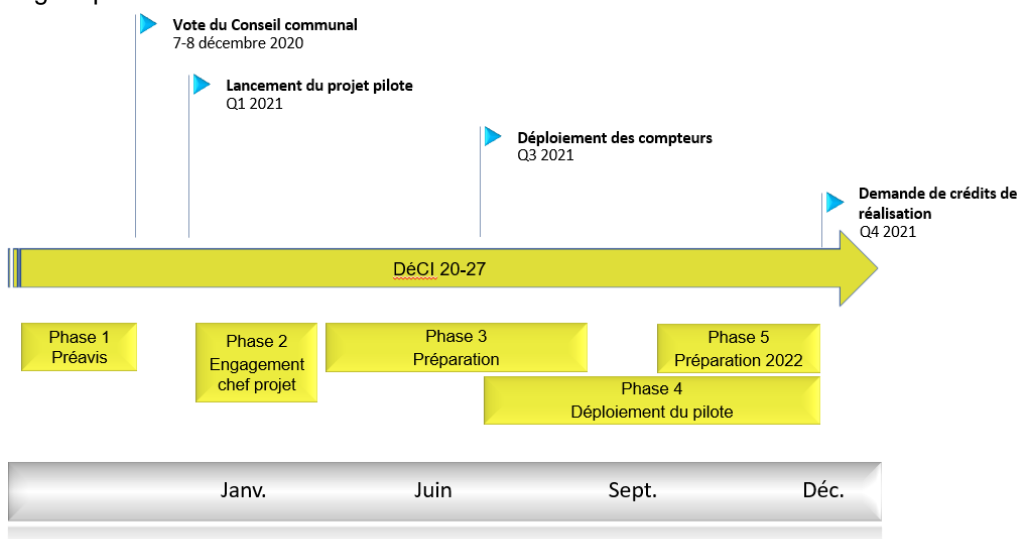 Vote du Conseil communal
7-8 décembre 2020
Lancement du projet pilote
Q1 2021
Déploiement des compteurs
Q3 2021
Demande de crédits de
réalisation
Q4 2021
DéCI 20-27
Phase 1
Préavis
Phase 2
Engagement
chef projet
Phase 3
Préparation
Phase 5
Préparation 2022
Phase 4
Déploiement du pilote
Janv.
Juin
Sept.
Déc.